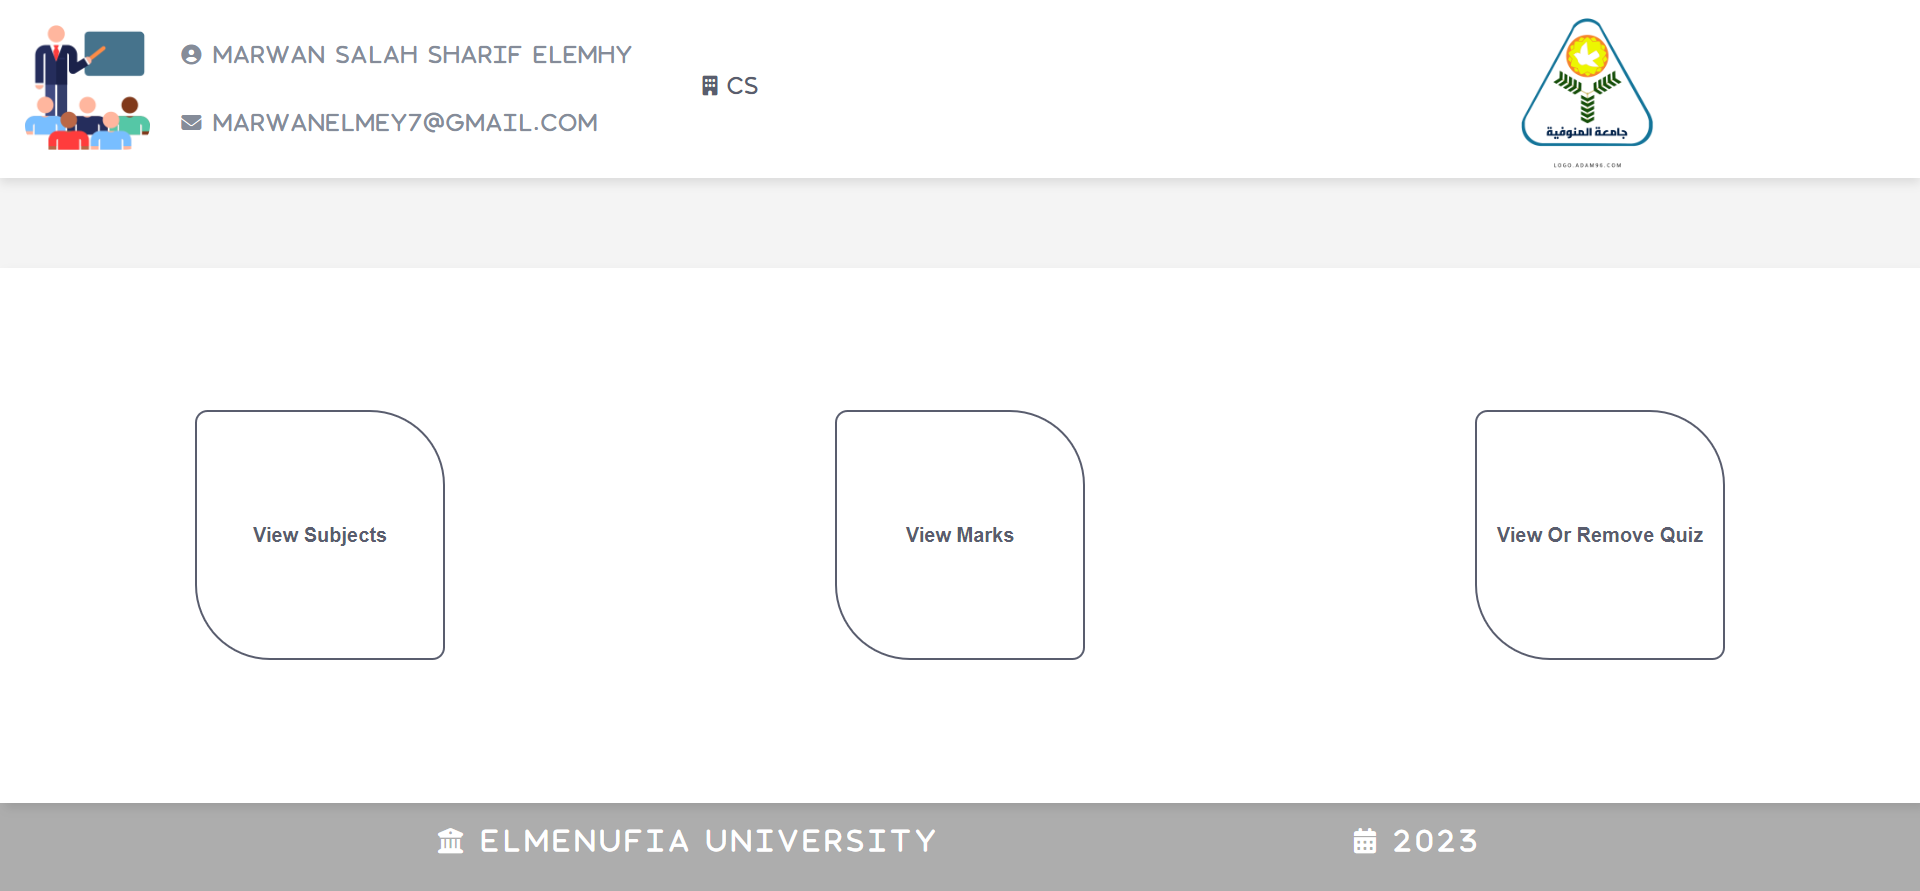 MARWAN SALAH SHARIF ELEMHY
MARWANELMEY7@GMAIL.COM
CS
جامعة المنوفية
LOGO.ADAM96.COM
View Subjects
View Marks
View Or Remove Quiz
ELMENUFIA UNIVERSITY
2023